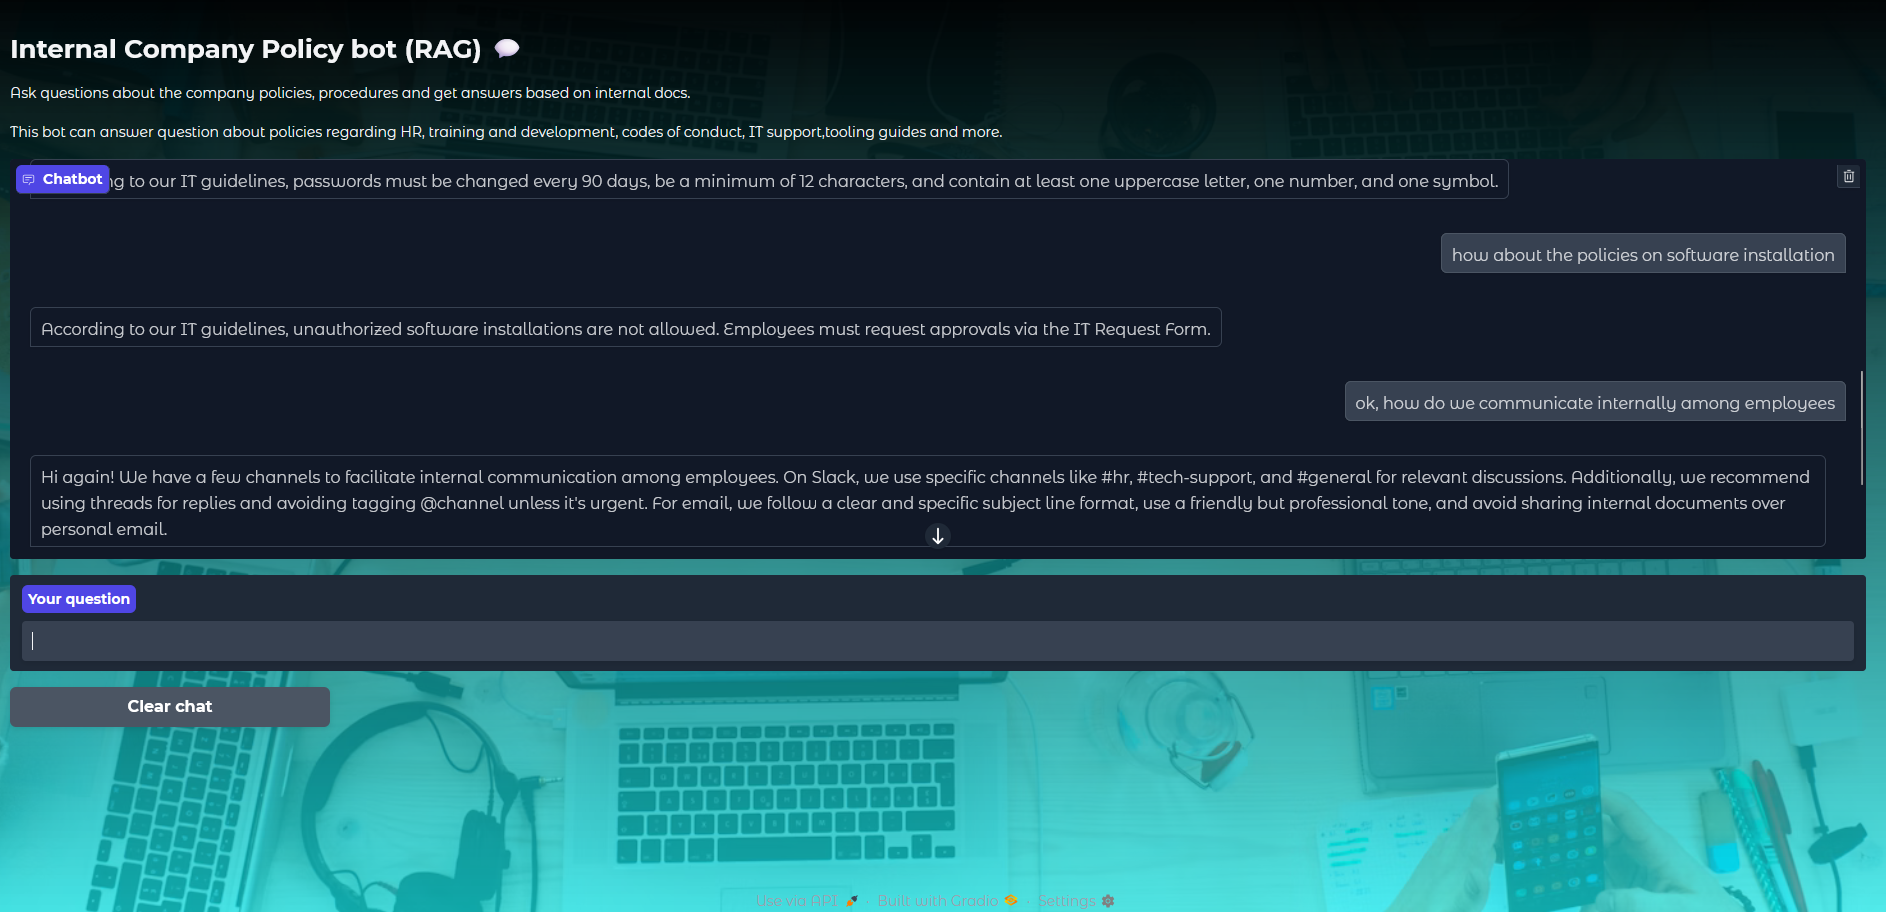 Internal Company Policy bot (RAG)
Ask questions about the company policies, procedures and get answers based on internal docs.
This bot can answer question about policies regarding HR, training and development, codes of conduct, IT support,tooling guides and more.
Chatbot
ng to our IT guidelines, passwords must be changed every 90 days, be a minimum of 12 characters, and contain at least one uppercase letter, one number, and one symbol.
how about the policies on software installation
According to our IT guidelines, unauthorized software installations are not allowed. Employees must request approvals via the IT Request Form.
ok, how do we communicate internally among employees
Hi again! We have a few channels to facilitate internal communication among employees. On Slack, we use specific channels like #hr, #tech-support, and #general for relevant discussions. Additionally, we recommend
using threads for replies and avoiding tagging @channel unless it's urgent. For email, we follow a clear and specific subject line format, use a friendly but professional tone, and avoid sharing internal documents over
personal email.
Your question
Clear chat
Use via API · Built with Gradio · Settings